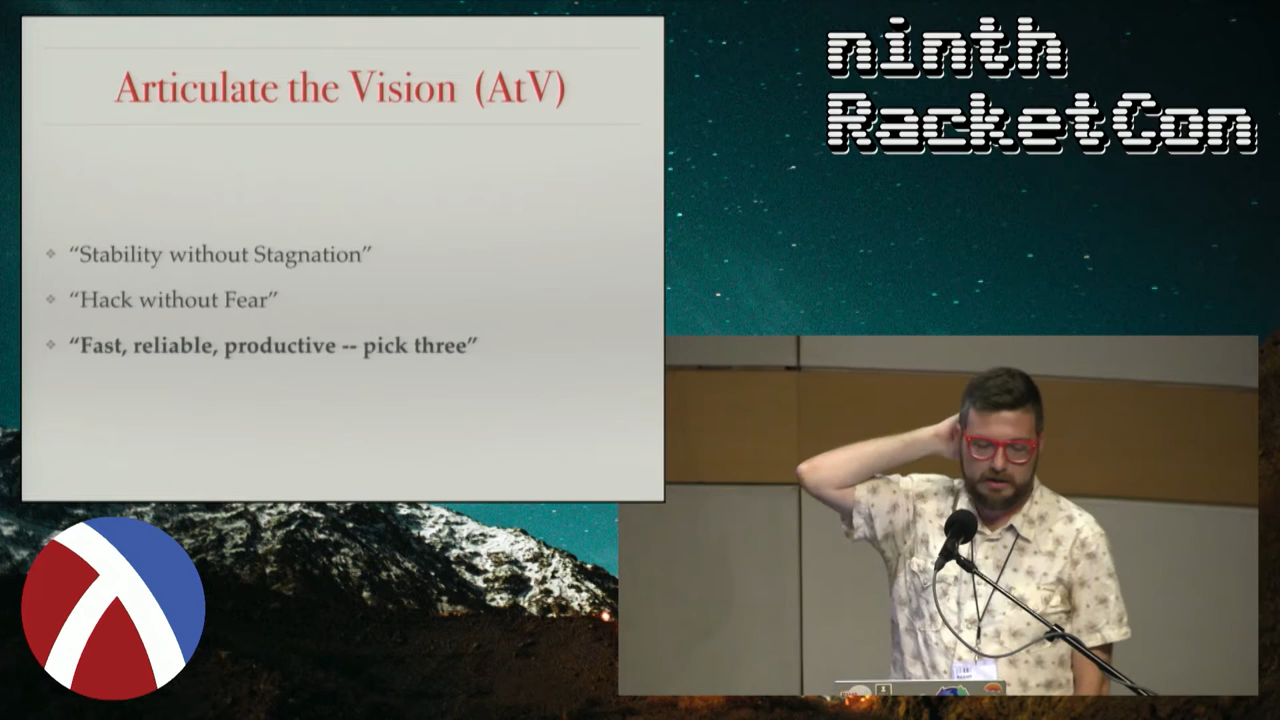 Articulate the Vision (AtV)
“Stability without Stagnation”
“Hack without Fear”
“Fast, reliable, productive -- pick three”
ninth
RacketCon